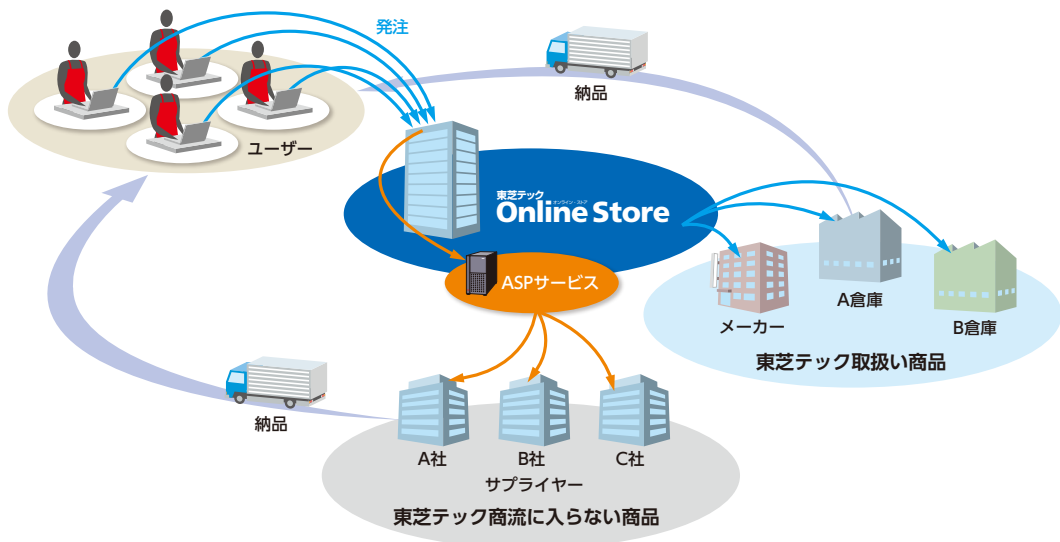 発注
納品
ユーザー
東芝テック
オンライン・ストア
Online Store
ASPサービス
メーカー
A倉庫
B倉庫
東芝テック取扱い商品
納品
A社
B社
C社
サプライヤー
東芝テック商流に入らない商品